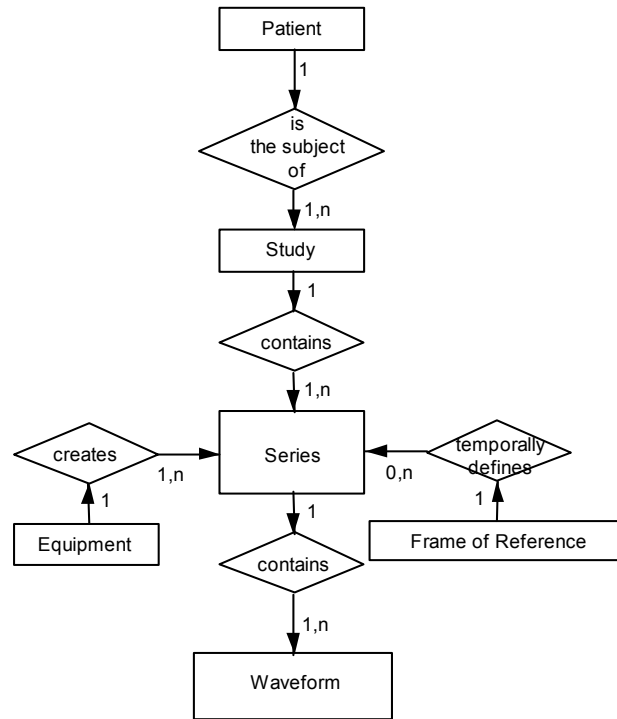 Patient
1
is
the subject
of
1,n
Study
1
contains
1,n
creates
1,n
Series
temporally
defines
0,n
1
Equipment
1
1
Frame of Reference
contains
1,n
Waveform